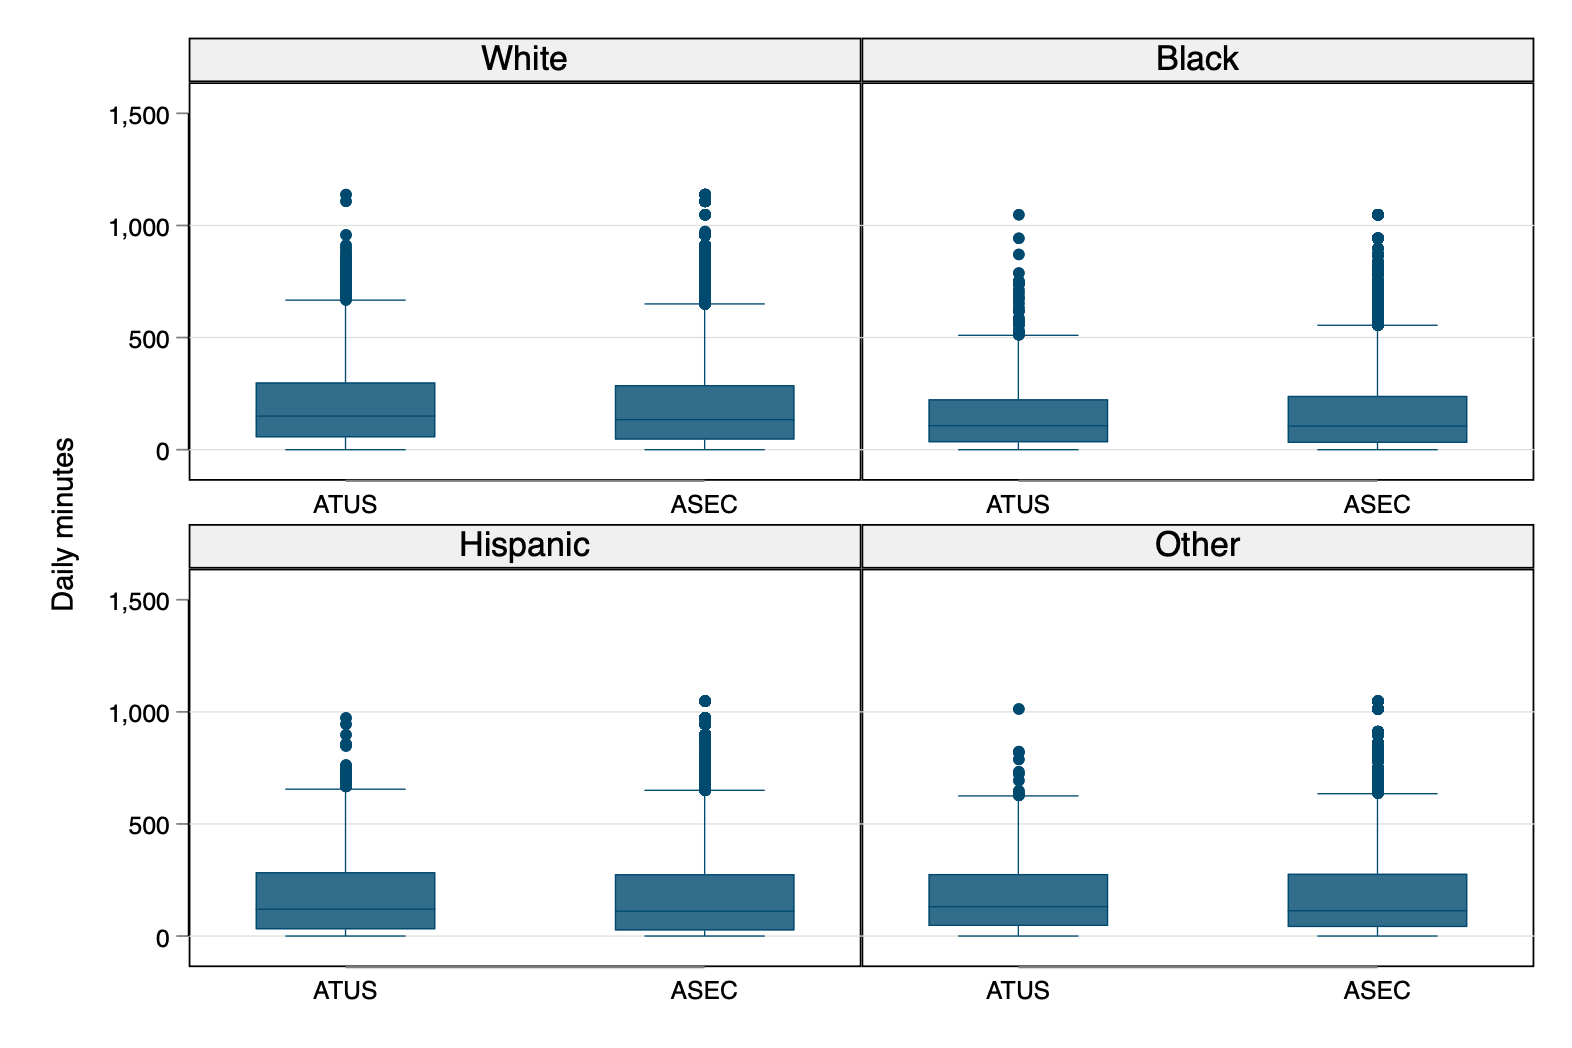 White
Black
1,500
1,000
500
0
ATUS
ASEC
ATUS
ASEC
Daily minutes
Hispanic
Other
1,500
1,000
500
0
ATUS
ASEC
ATUS
ASEC